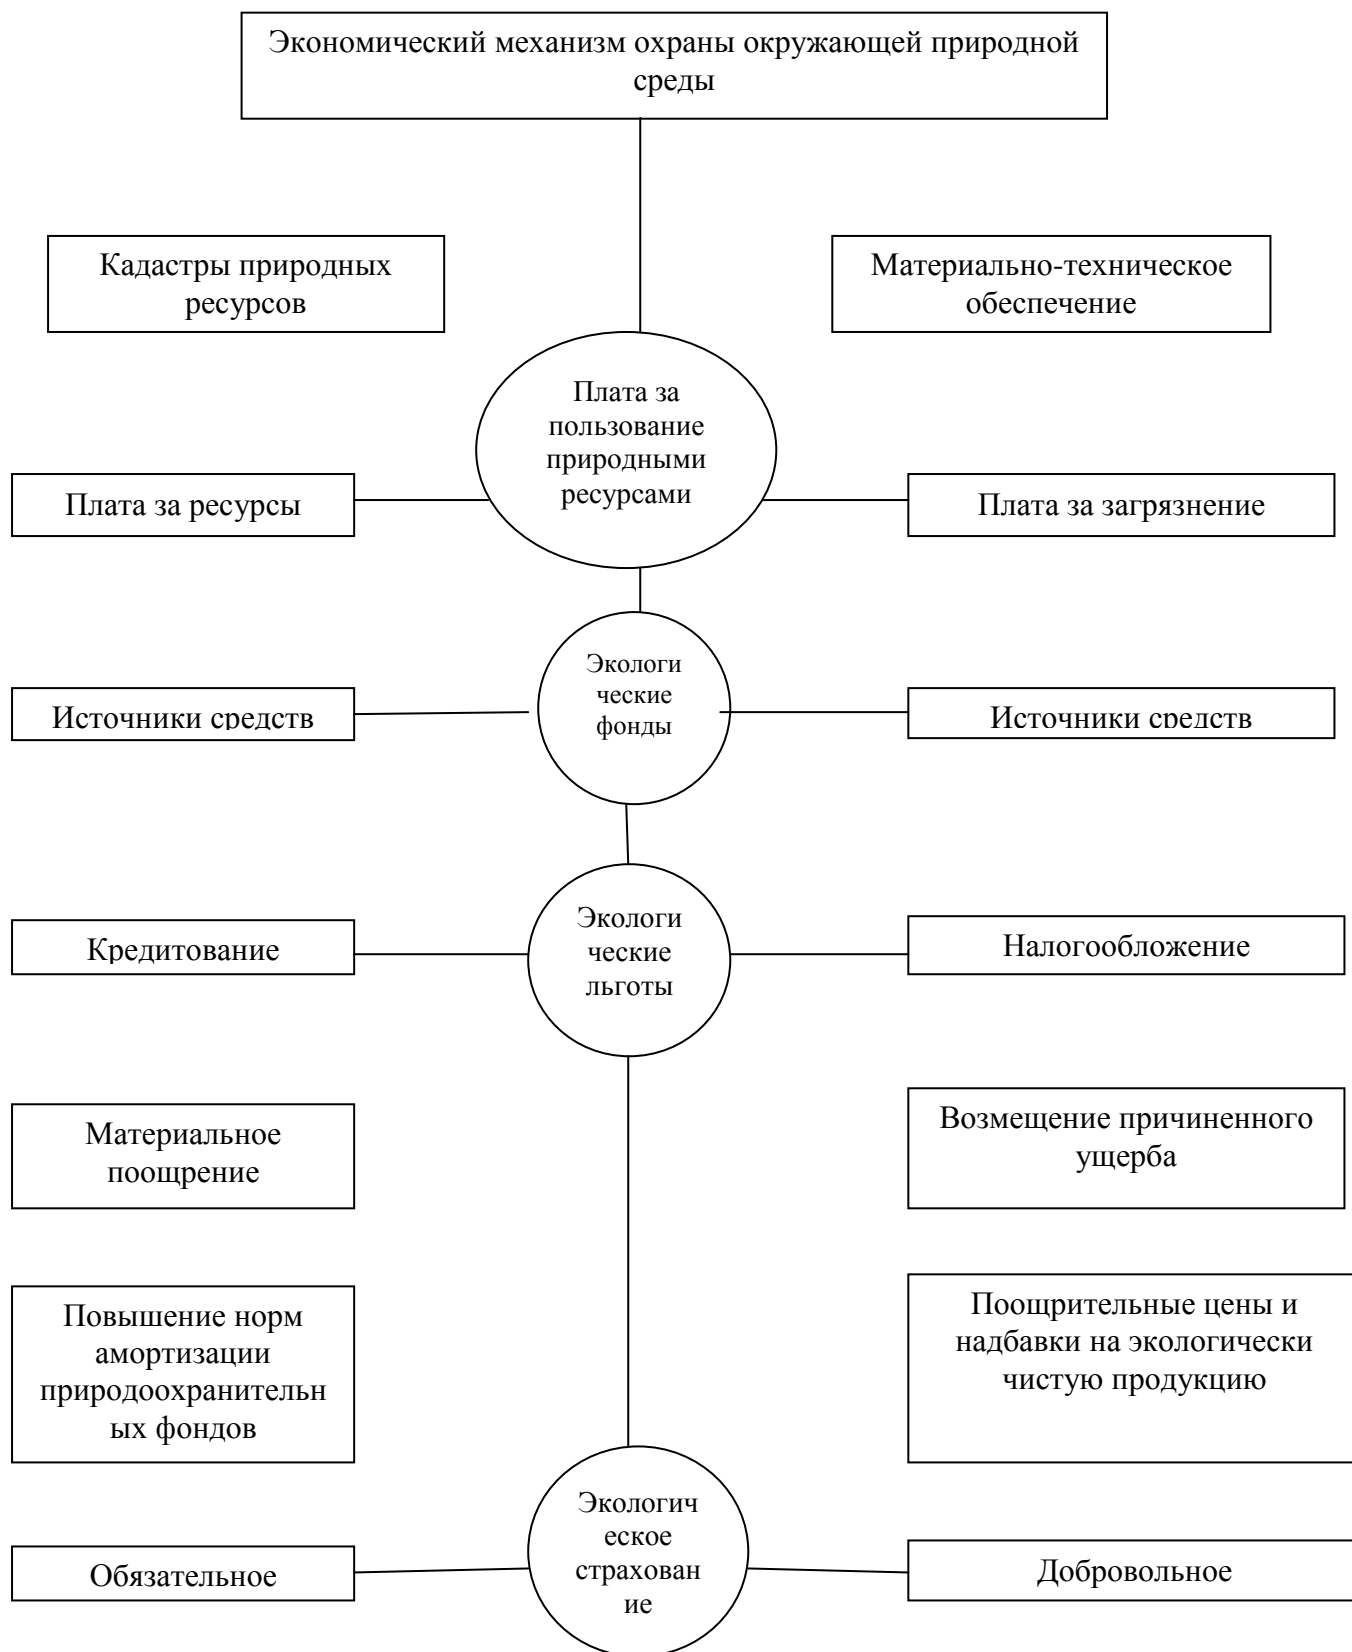 Экономический механизм охраны окружающей природной
среды
Кадастры природных
ресурсов
Материально-техническое
обеспечение
Плата за
пользование
природными
ресурсами
Плата за ресурсы
Плата за загрязнение
Экологи
ческие
фонды
Источники средств
Источники средств
Экологи
ческие
льготы
Кредитование
Налогообложение
Материальное
поощрение
Возмещение причиненного
ущерба
Повышение норм
амортизации
природоохранительн
ых фондов
Поощрительные цены и
надбавки на экологически
чистую продукцию
Экологич
еское
страхован
ие
Обязательное
Добровольное